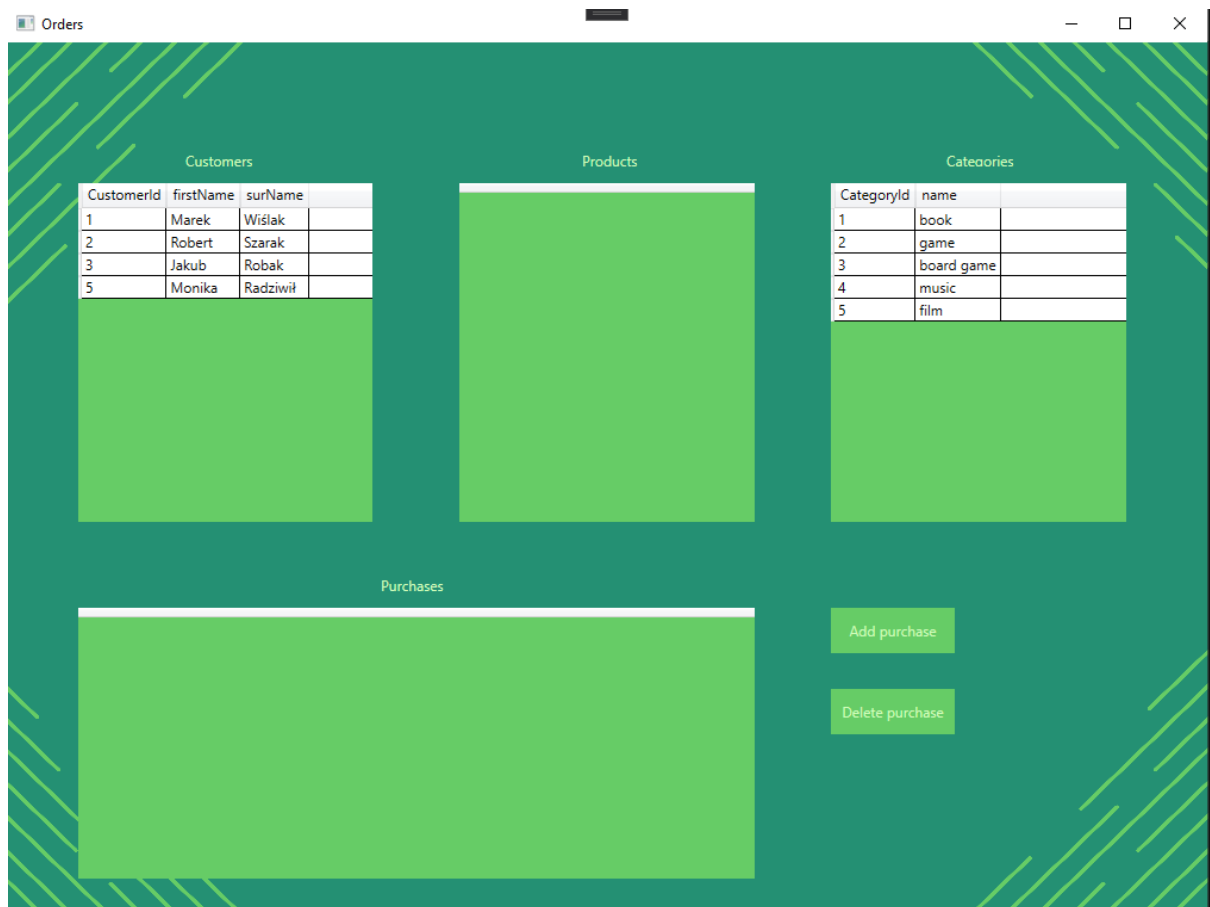 Orders
Customers
Products
Categories
CustomerId firstName surName
1 Marek Wiślak
2 Robert Szarak
3 Jakub Robak
5 Monika Radziwił
CategoryId name
1 book
2 game
3 board game
4 music
5 film
Purchases
Add purchase
Delete purchase